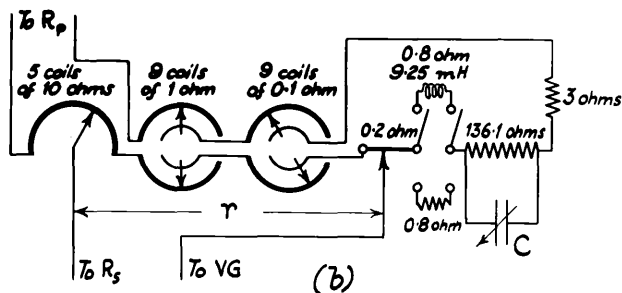 To Rp
5 coils
of 10 ohms
9 coils
of 1 ohm
9 coils
of 0·1 ohm
0.8 ohm
9.25 mH
0.2 ohm
136.1 ohms
3 ohms
0.8 ohm
r
C
To Rs
To VG
(b)